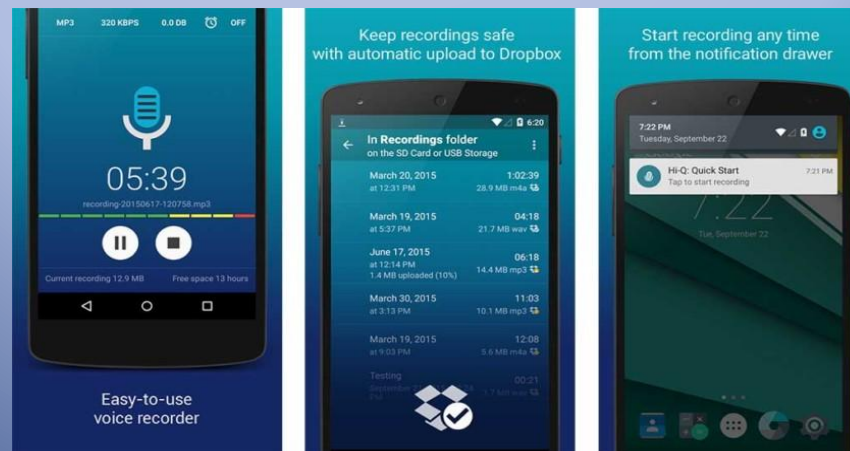 MP3 320 KBPS 0.0 DB OFF
05:39
recording-20150617-120758.mp3
Current recording 12,9 MB Free space 13 hours
Easy-to-use
voice recorder
Keep recordings safe
with automatic upload to Dropbox
6:20
In Recordings folder
on the SD Card or USB Storage
March 20, 2015 1:02:39
at 12:31 PM 28.9 MB m4a
March 19, 2015 04:18
at 5:37 PM 21.7 MB wav
June 17, 2015 06:18
at 12:14 PM 14.4 MB mp3
1.4 MB uploaded (10%)
March 30, 2015 11:03
at 3:13 PM 10.1 MB mp3
March 19, 2015 12:08
at 9:03 PM 5.6 MB m4a
Testing 00:21
1.7 MB wav
Start recording any time
from the notification drawer
7:22 PM
Tuesday, September 22
Hi-Q: Quick Start 7:21 PM
Tap to start recording
7:22
Tue, September 22